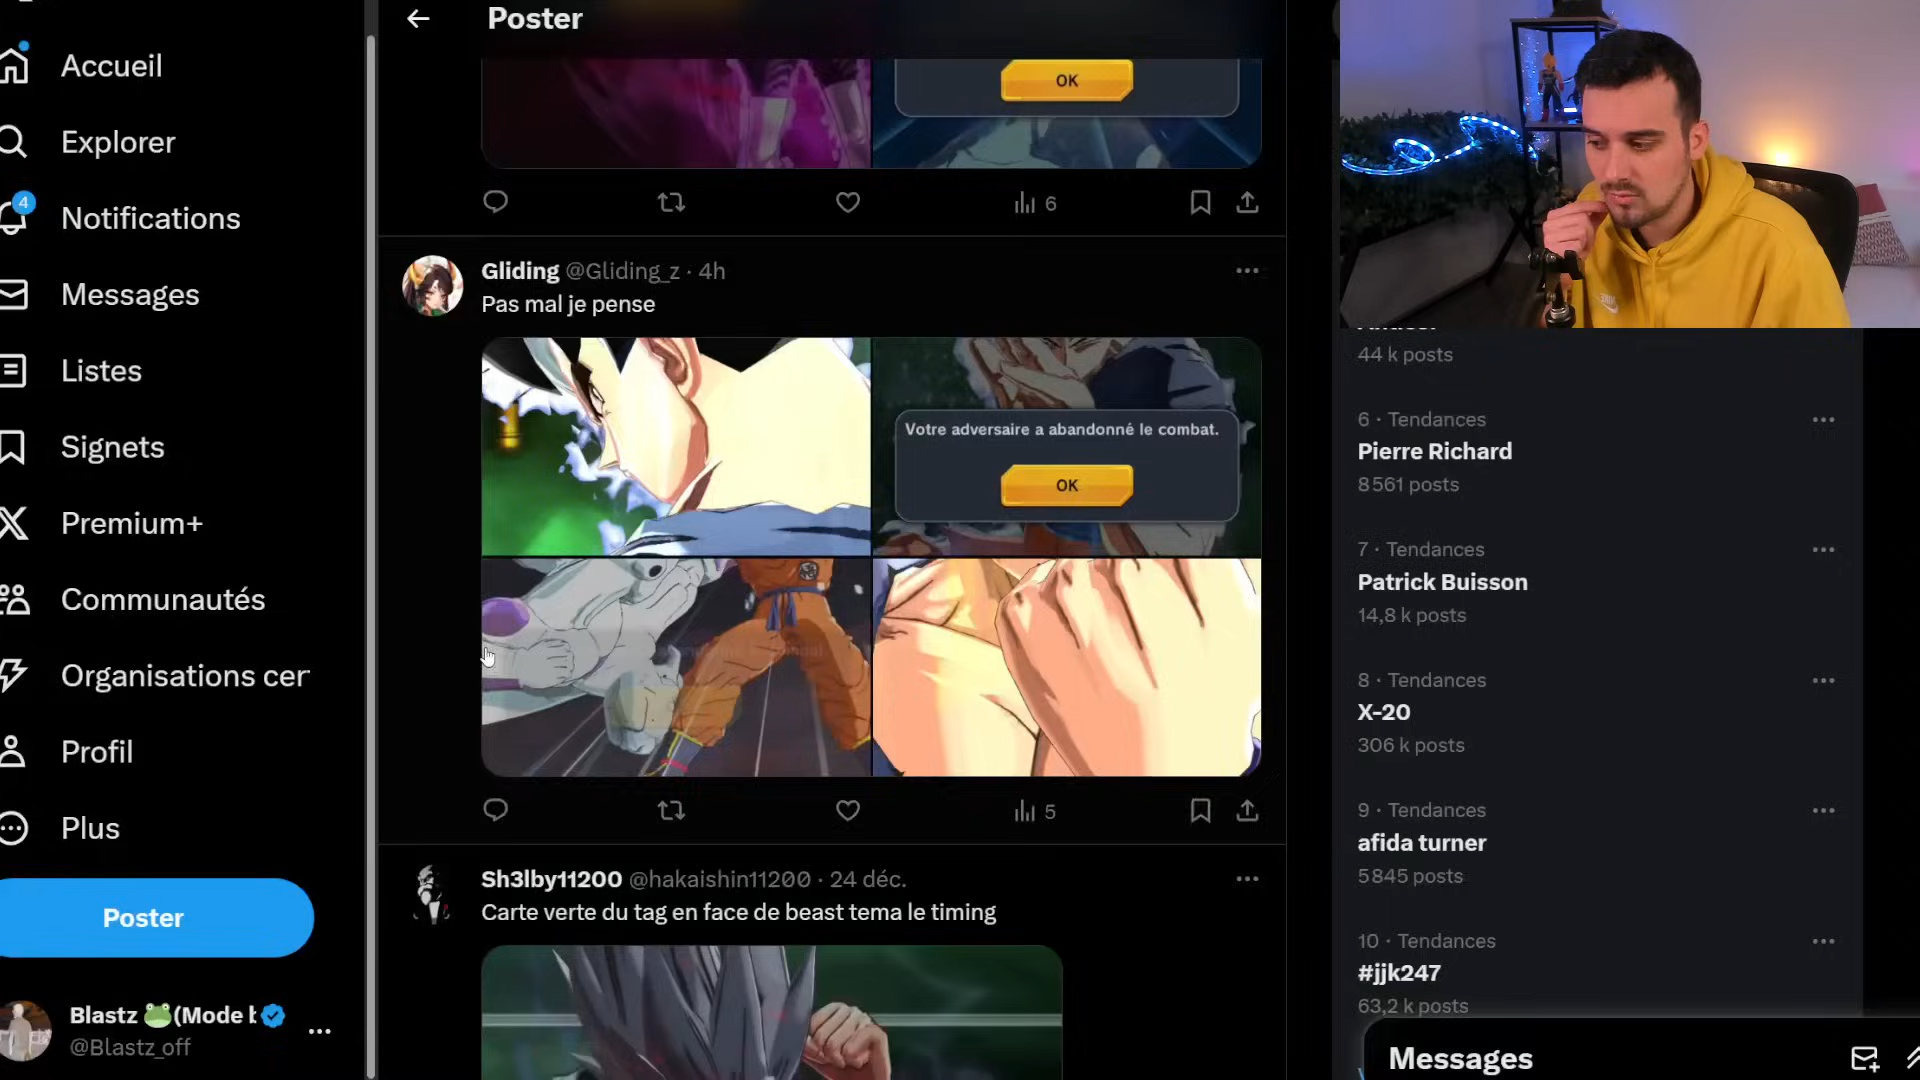 Accueil
Explorer
4
Notifications
Messages
Listes
Signets
Premium+
Communautés
Organisations cer
Profil
Plus
Poster
Blastz 🐸(Mode b
@Blastz_off
Poster
OK
6
Gliding @Gliding_z · 4h
Pas mal je pense
Votre adversaire a abandonné le combat.
OK
5
Sh3lby11200 @hakaishin11200 · 24 déc.
Carte verte du tag en face de beast tema le timing
44 k posts
6 · Tendances
Pierre Richard
8 561 posts
7 · Tendances
Patrick Buisson
14,8 k posts
8 · Tendances
X-20
306 k posts
9 · Tendances
afida turner
5 845 posts
10 · Tendances
#jjk247
63,2 k posts
Messages